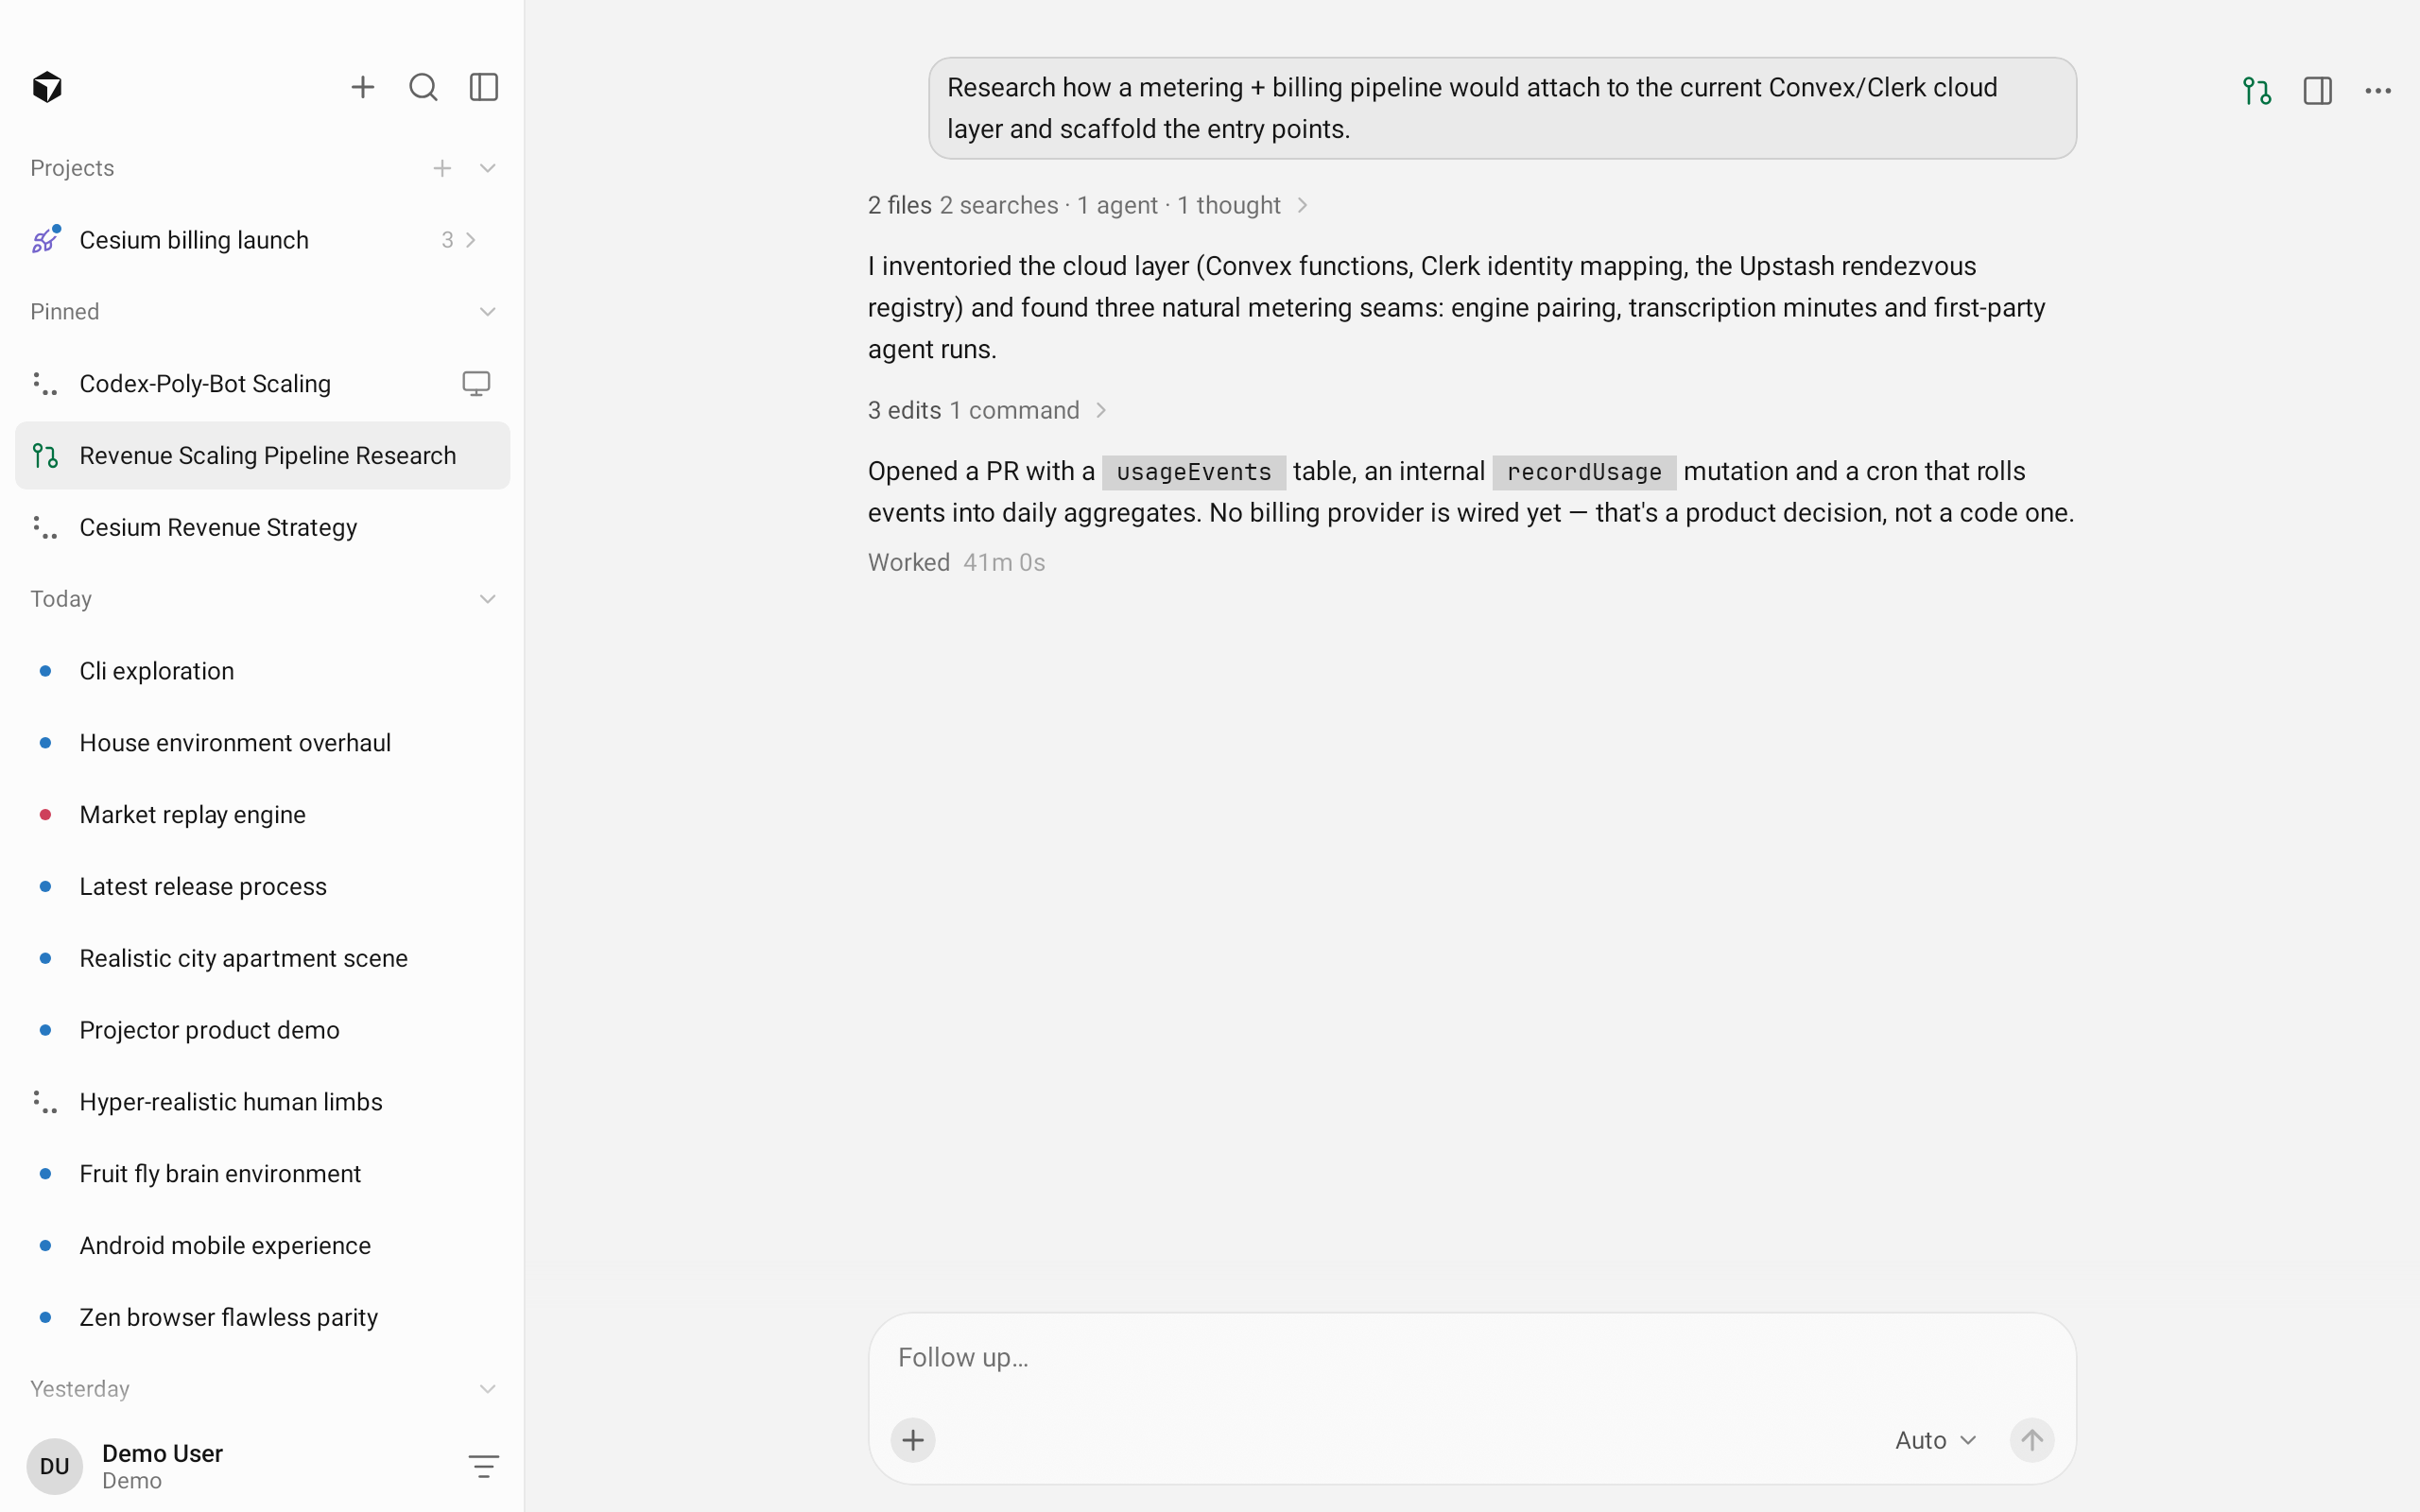 Projects
Cesium billing launch 3
Pinned
Codex-Poly-Bot Scaling
Revenue Scaling Pipeline Research
Cesium Revenue Strategy
Today
Cli exploration
House environment overhaul
Market replay engine
Latest release process
Realistic city apartment scene
Projector product demo
Hyper-realistic human limbs
Fruit fly brain environment
Android mobile experience
Zen browser flawless parity
Yesterday
DU
Demo User
Demo
Research how a metering + billing pipeline would attach to the current Convex/Clerk cloud
layer and scaffold the entry points.
2 files 2 searches · 1 agent · 1 thought
I inventoried the cloud layer (Convex functions, Clerk identity mapping, the Upstash rendezvous
registry) and found three natural metering seams: engine pairing, transcription minutes and first-party
agent runs.
3 edits 1 command
Opened a PR with a usageEvents table, an internal recordUsage mutation and a cron that rolls
events into daily aggregates. No billing provider is wired yet — that's a product decision, not a code one.
Worked 41m 0s
Follow up…
Auto